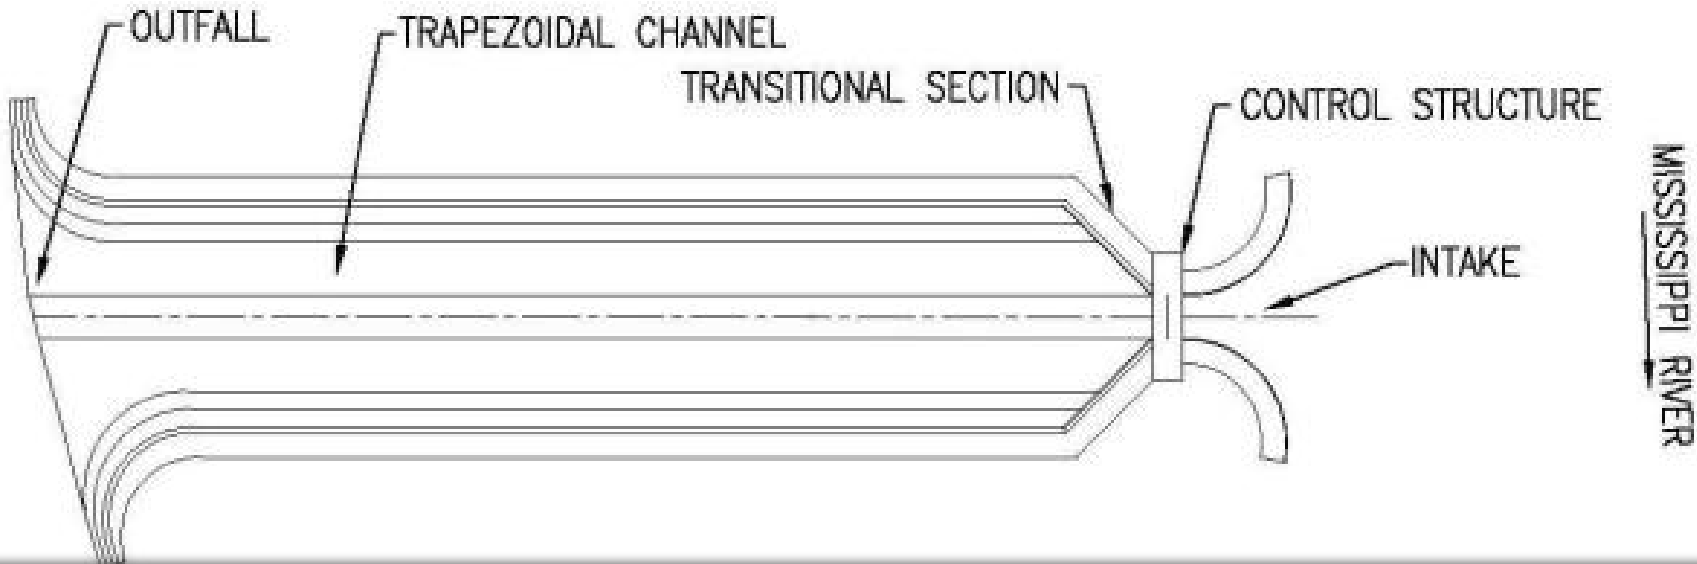 OUTFALL
TRAPEZOIDAL CHANNEL
TRANSITIONAL SECTION
CONTROL STRUCTURE
INTAKE
MISSISSIPPI RIVER